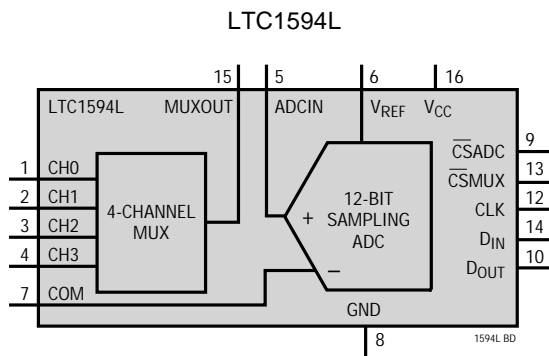 LTC1594L
15 5 6 16
LTC1594L MUXOUT ADCIN VREF VCC
9
CSADC
13
CSMUX
12
CLK
14
DIN
10
DOUT
1 CH0
2 CH1
3 CH2
4 CH3
7 COM
4-CHANNEL
MUX
+
12-BIT
SAMPLING
ADC
–
GND
8
1594L BD